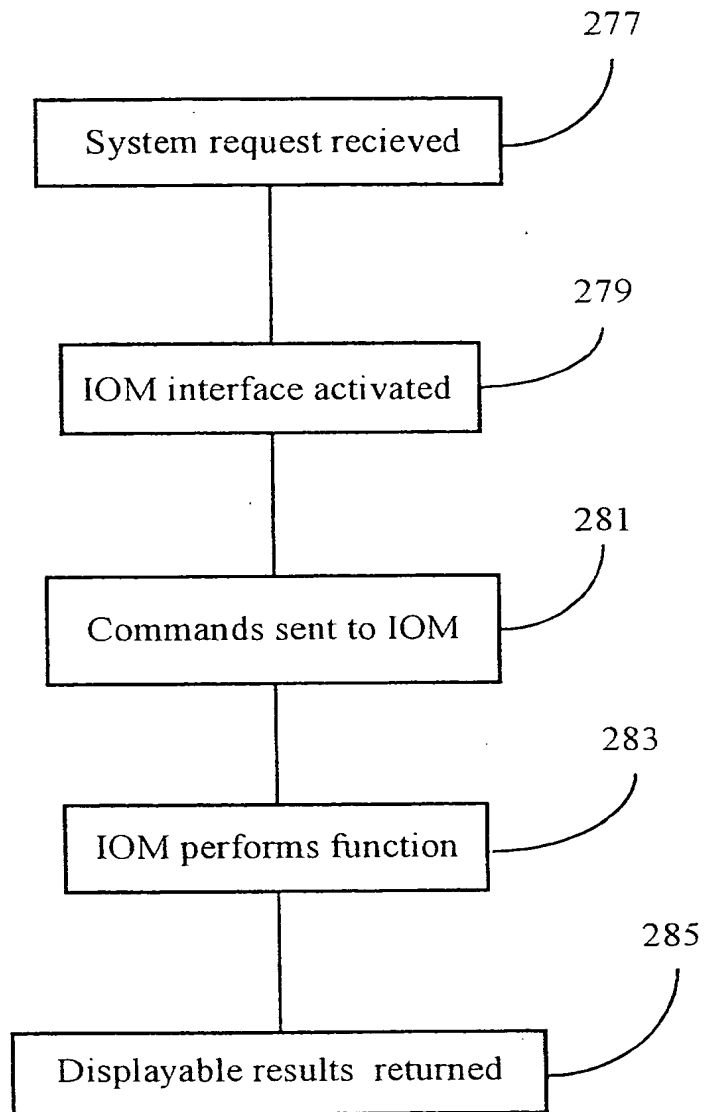 277
System request recieved
279
IOM interface activated
281
Commands sent to IOM
283
IOM performs function
285
Displayable results returned